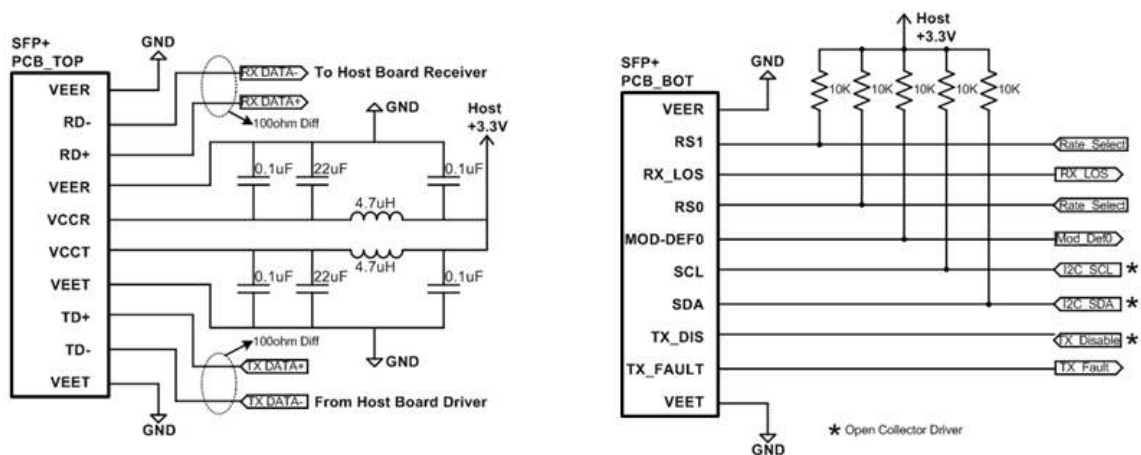 SFP+
PCB_TOP
GND
VEER
RX DATA-
To Host Board Receiver
RD-
RX DATA+
100ohm Diff
GND
Host
+3.3V
RD+
VEER
0.1uF
22uF
0.1uF
VCCR
4.7uH
VCCT
4.7uH
VEET
0.1uF
22uF
0.1uF
TD+
100ohm Diff
TD-
TX DATA+
GND
VEET
TX DATA-
From Host Board Driver
GND
Host
+3.3V
SFP+
PCB_BOT
GND
10K
10K
10K
10K
10K
VEER
RS1
Rate_Select
RX_LOS
RX_LOS
RS0
Rate_Select
MOD-DEF0
Mod_Def0
SCL
I2C_SCL *
SDA
I2C_SDA *
TX_DIS
TX_Disable *
TX_FAULT
TX_Fault
VEET
* Open Collector Driver
GND